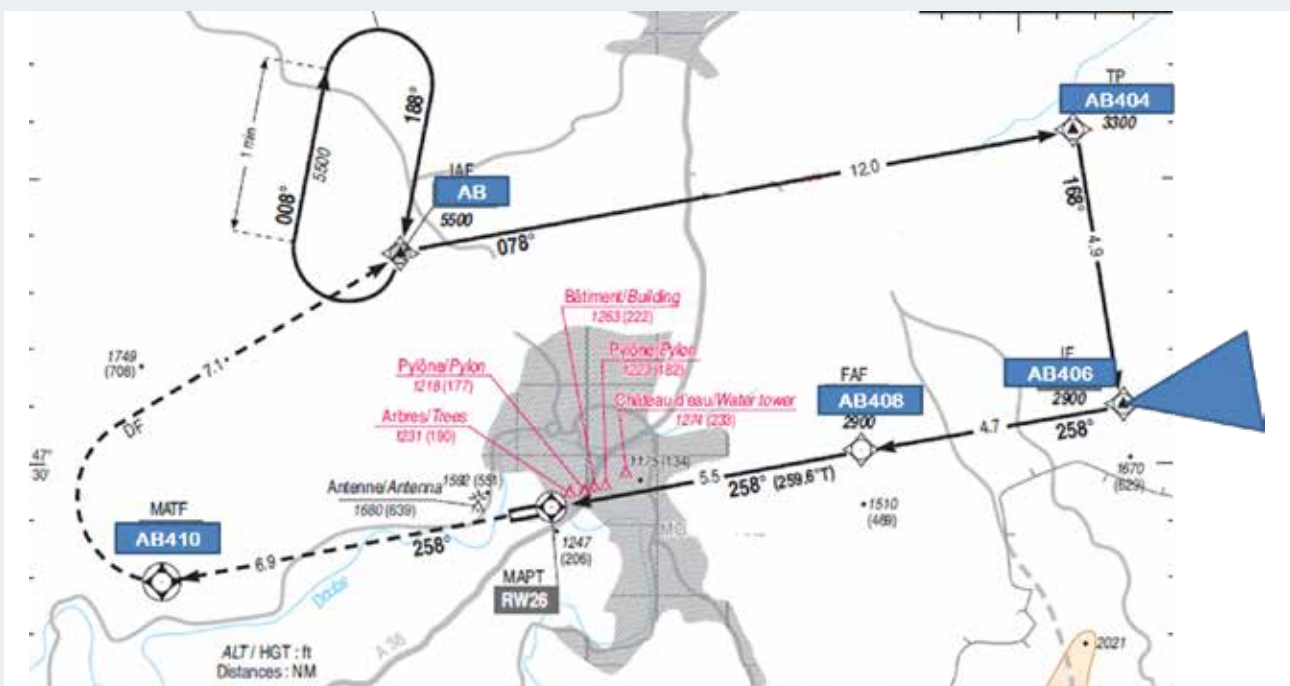 TP
AB404
3300
188°
1 min
5500
008°
IAF
AB
5500
12.0
078°
168°
4.9
Bâtiment/Building
1263 (222)
Pylône/Pylon
1223 (182)
Pylône/Pylon
1218 (177)
Château d'eau/Water tower
1274 (233)
Arbres/Trees
1231 (190)
1749
(708)
7.1
DF
IF
AB406
2900
FAF
AB408
2900
4.7
258°
47°
30'
1175 (134)
5.5
258° (259.6°T)
1670
(629)
1592 (551)
Antenne/Antenna
1680 (639)
1510
(469)
MATF
AB410
6.9
258°
1247
(206)
MAPT
RW26
Doubs
A 36
ALT / HGT : ft
Distances : NM
2021